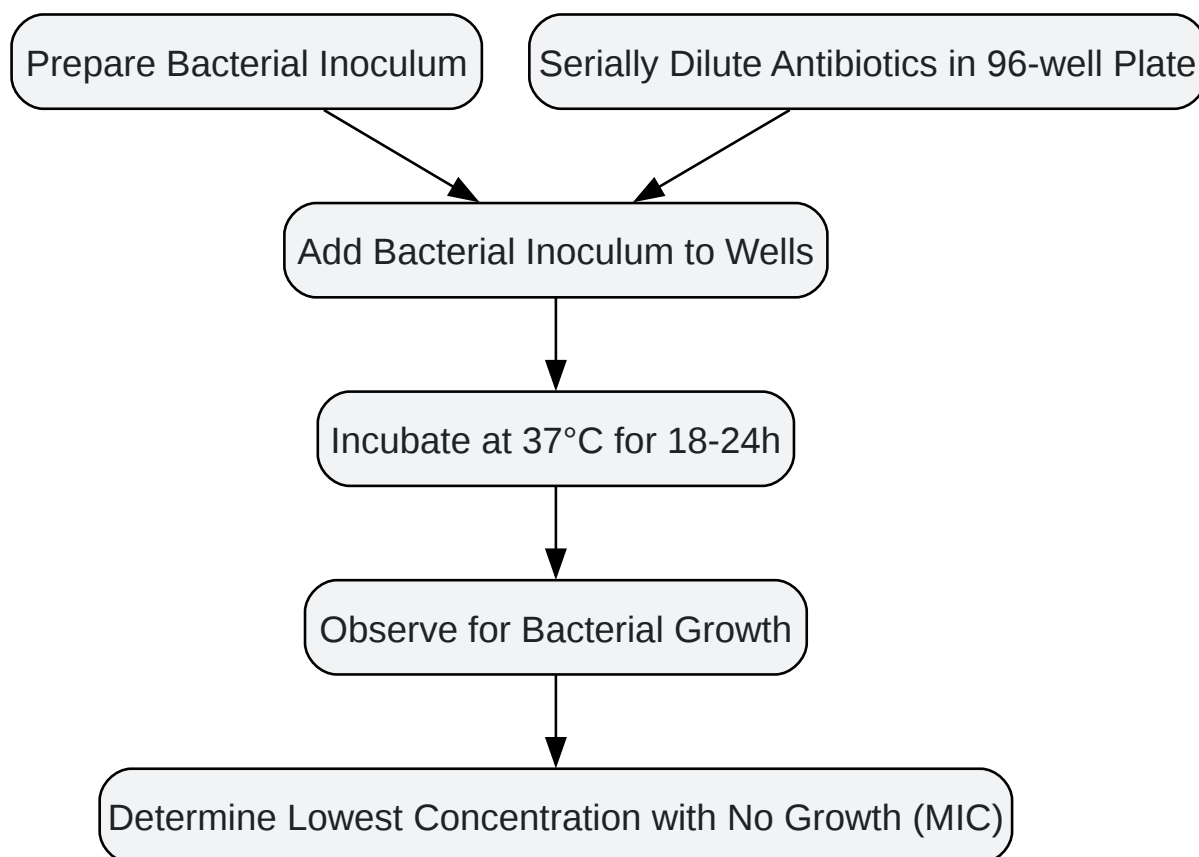 Prepare Bacterial Inoculum
Serially Dilute Antibiotics in 96-well Plate
Add Bacterial Inoculum to Wells
Incubate at 37°C for 18-24h
Observe for Bacterial Growth
Determine Lowest Concentration with No Growth (MIC)